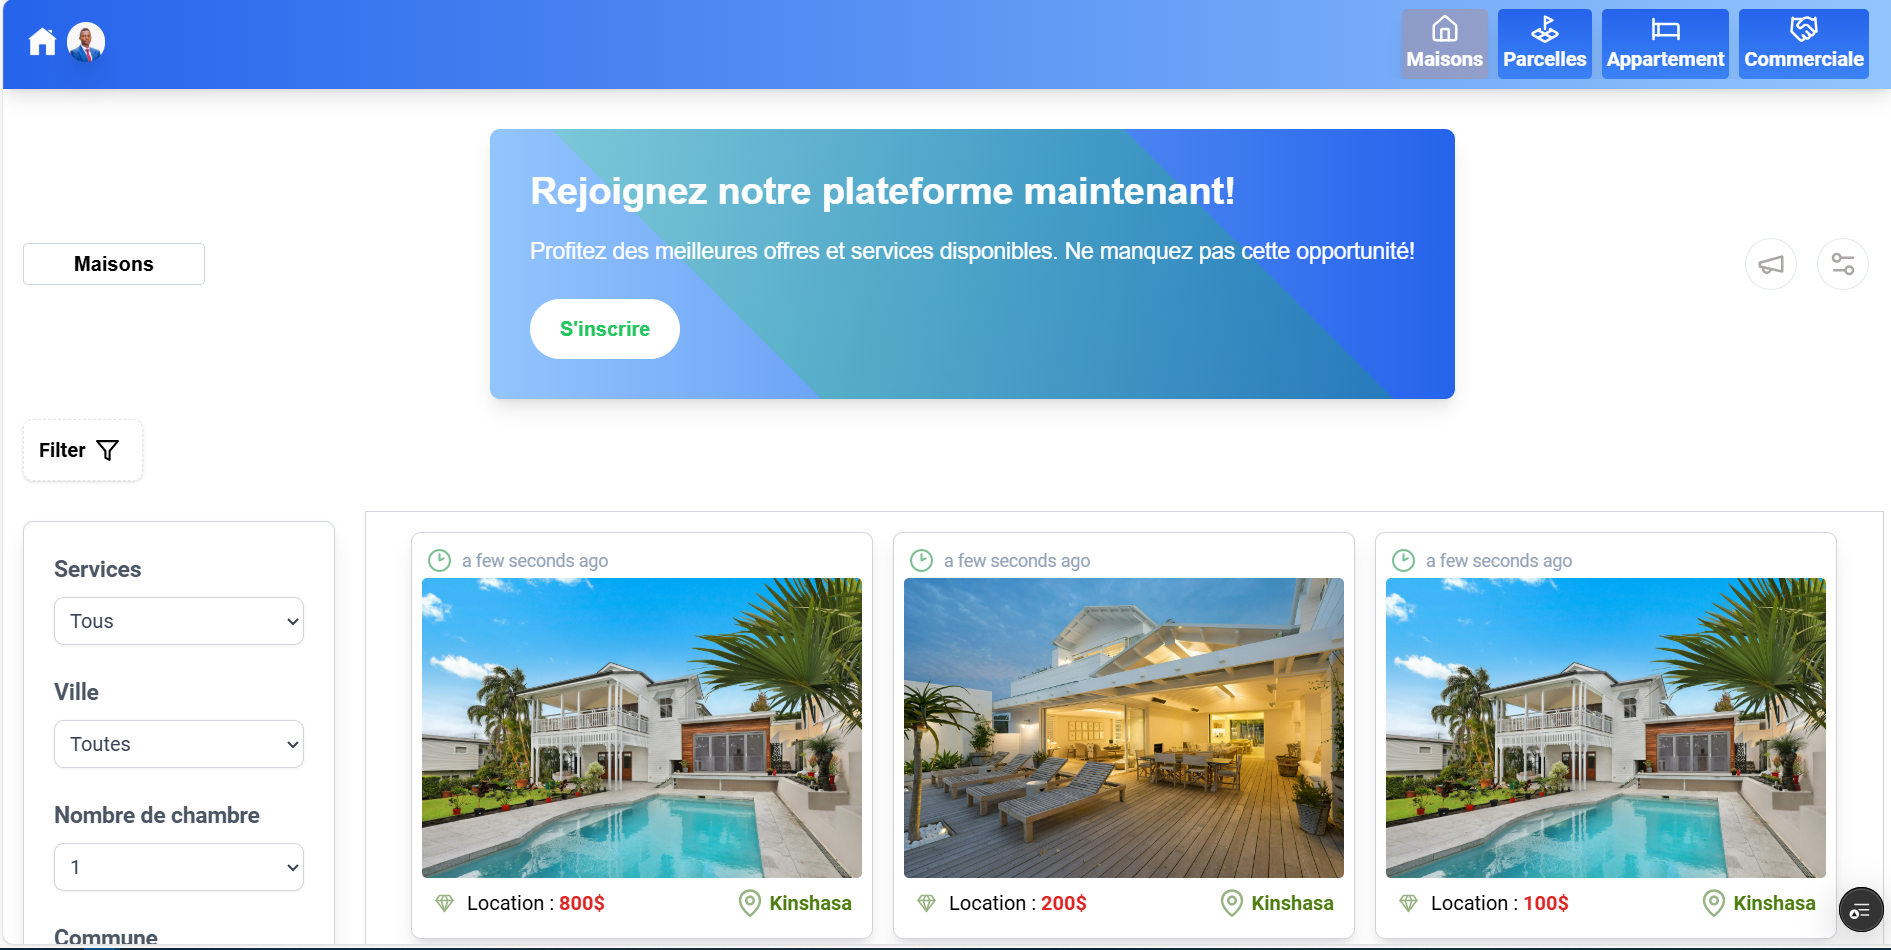 Maisons
Parcelles
Appartement
Commerciale
Rejoignez notre plateforme maintenant!
Profitez des meilleures offres et services disponibles. Ne manquez pas cette opportunité!
S'inscrire
Maisons
Filter
Services
Tous
Ville
Toutes
Nombre de chambre
1
Commune
a few seconds ago
Location : 800$ Kinshasa
a few seconds ago
Location : 200$ Kinshasa
a few seconds ago
Location : 100$ Kinshasa